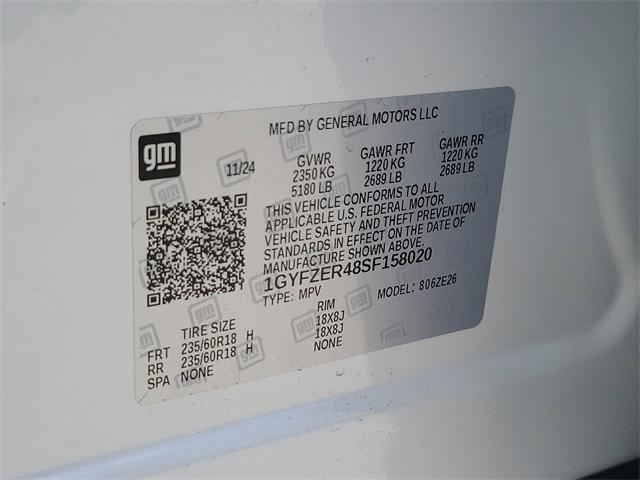 MFD BY GENERAL MOTORS LLC
gm
11/24
GVWR GAWR FRT GAWR RR
2350 KG 1220 KG 1220 KG
5180 LB 2689 LB 2689 LB
THIS VEHICLE CONFORMS TO ALL
APPLICABLE U.S. FEDERAL MOTOR
VEHICLE SAFETY AND THEFT PREVENTION
STANDARDS IN EFFECT ON THE DATE OF
MANUFACTURE SHOWN ABOVE.
1GYFZER48SF158020
TYPE: MPV MODEL: 806ZE26
TIRE SIZE RIM
FRT 235/60R18 H 18X8J
RR 235/60R18 H 18X8J
SPA NONE NONE